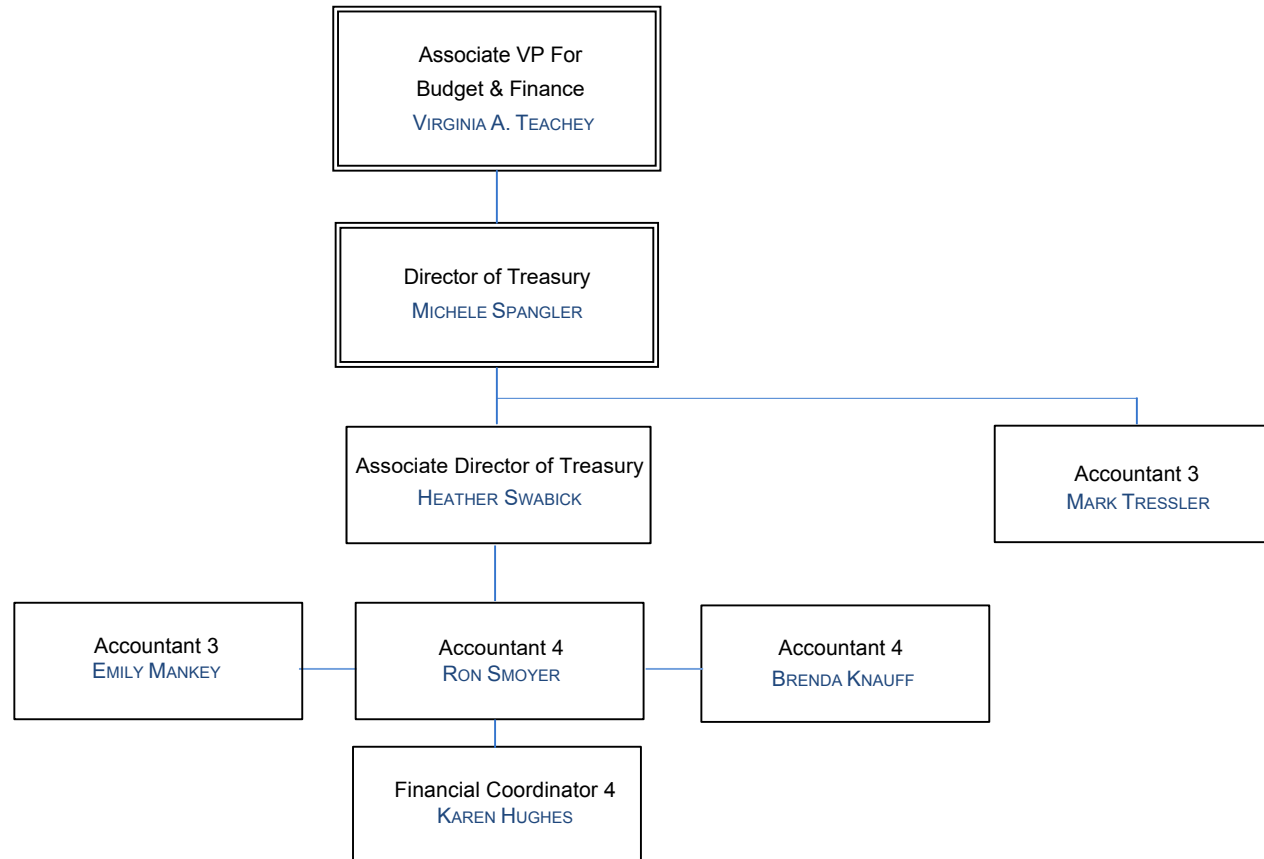 Associate VP For
Budget & Finance
VIRGINIA A. TEACHEY
Director of Treasury
MICHELE SPANGLER
Associate Director of Treasury
HEATHER SWABICK
Accountant 3
MARK TRESSLER
Accountant 3
EMILY MANKEY
Accountant 4
RON SMOYER
Accountant 4
BRENDA KNAUFF
Financial Coordinator 4
KAREN HUGHES